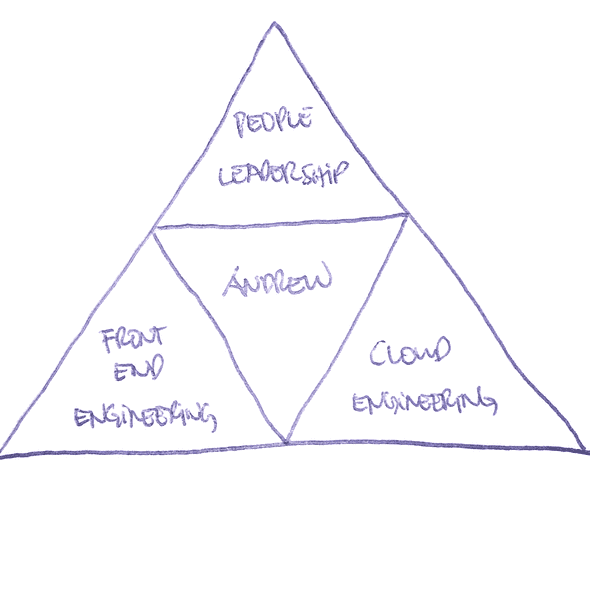 PEOPLE
LEADERSHIP
ANDREW
FRONT
END
ENGINEERING
CLOUD
ENGINEERING